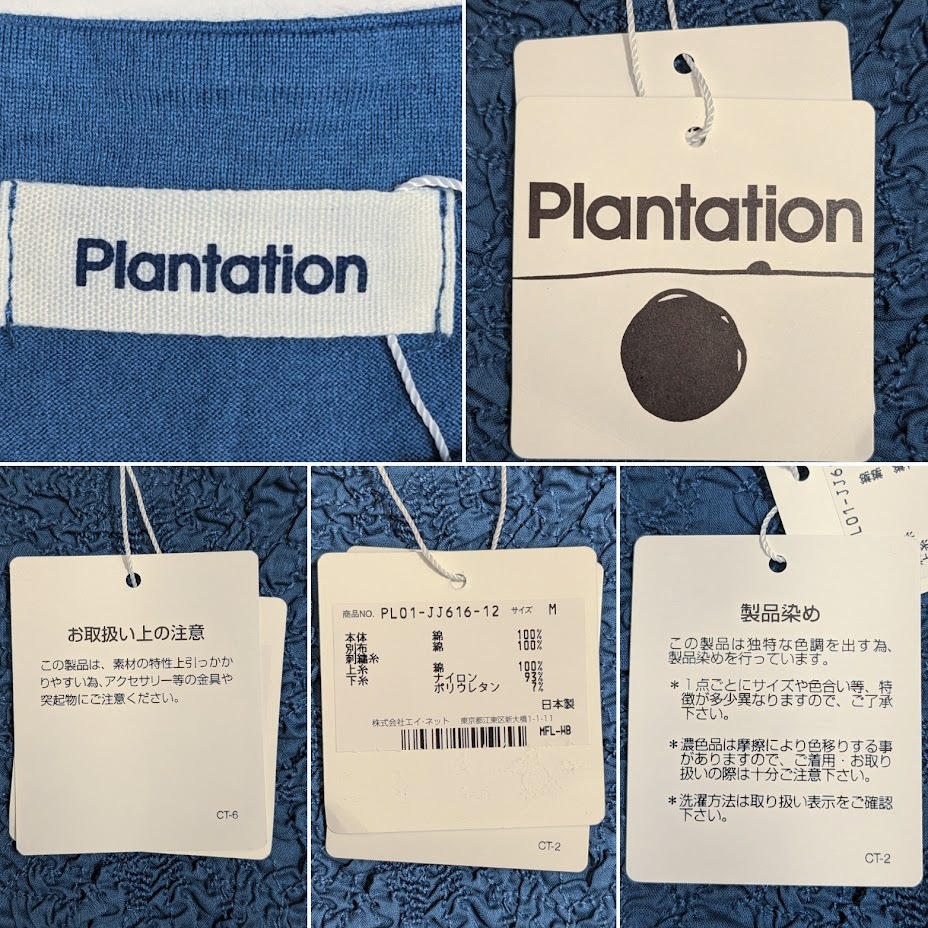 Plantation
Plantation
お取扱い上の注意
この製品は、素材の特性上引っかか
りやすい為、アクセサリー等の金具や
突起物にご注意ください。
CT-6
商品NO. PL01-JJ616-12 サイズ M
本体 綿 100%
別布 綿 100%
刺繍糸
上糸 綿 100%
下糸 ナイロン 93%
ポリウレタン 7%
日本製
株式会社エイ・ネット 東京都江東区新大橋1-1-11
MFL-WB
CT-2
L01-JJ6
製品染め
この製品は独特な色調を出す為、
製品染めを行っています。
*１点ごとにサイズや色合い等、特
徴が多少異なりますので、ご了承
下さい。
*濃色品は摩擦により色移りする事
がありますので、ご着用・お取り
扱いの際は十分ご注意下さい。
*洗濯方法は取り扱い表示をご確認
下さい。
CT-2